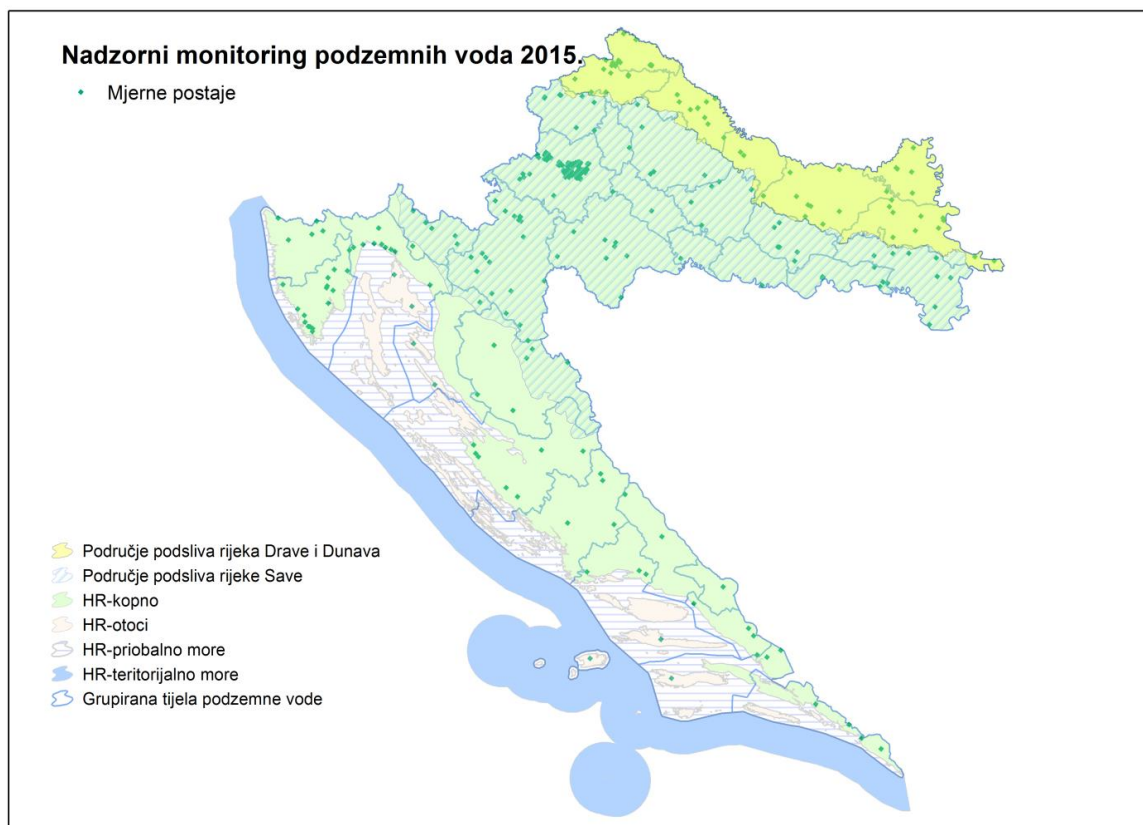 Nadzorni monitoring podzemnih voda 2015.
Mjerne postaje
Područje podsliva rijeka Drave i Dunava
Područje podsliva rijeke Save
HR-kopno
HR-otoci
HR-priobalno more
HR-teritorijalno more
Grupirana tijela podzemne vode